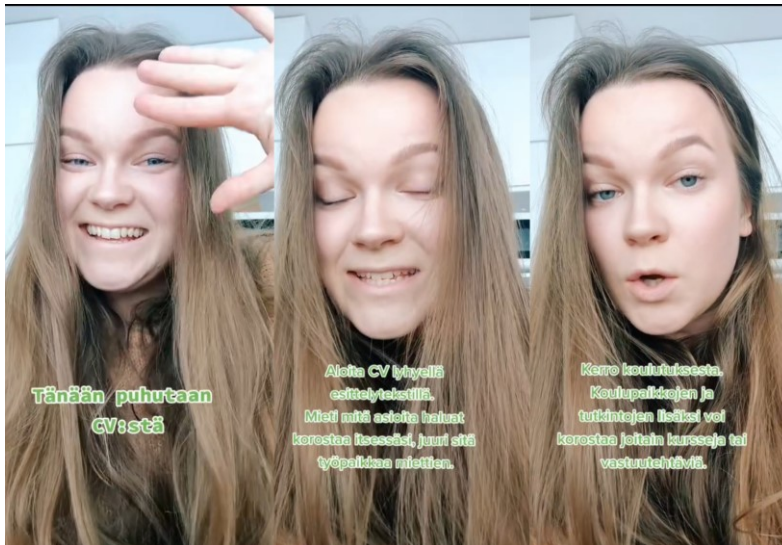 Tänään puhutaan
CV:stä
Aloita CV lyhyellä
esittelytekstillä.
Mieti mitä asioita haluat
korostaa itsessäsi, juuri sitä
työpaikkaa miettien.
Kerro koulutuksesta.
Koulupaikkojen ja
tutkintojen lisäksi voi
korostaa joitain kursseja tai
vastuutehtäviä.